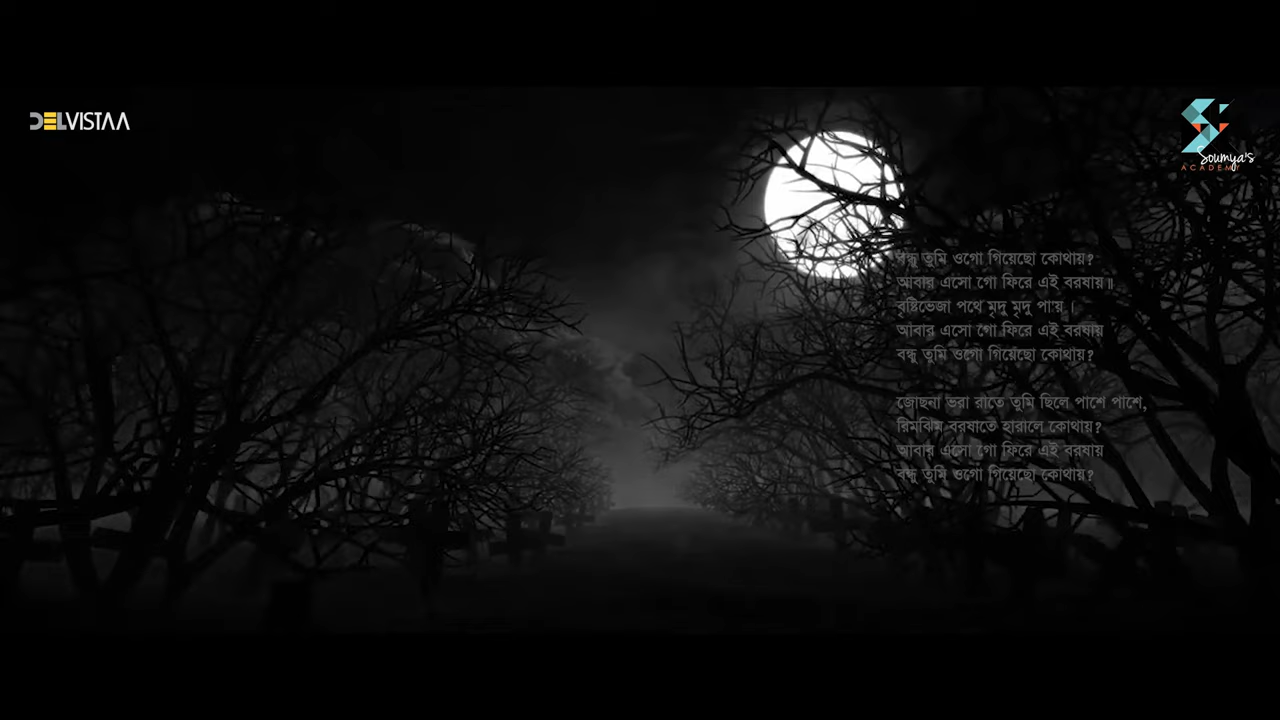 DELVISTAA
Soumya's
ACADEMY
বন্ধু তুমি ওগো গিয়েছো কোথায়?
আবার এসো গো ফিরে এই বরষায়॥
বৃষ্টিভেজা পথে মৃদু মৃদু পা'য় ।
আবার এসো গো ফিরে এই বরষায়
বন্ধু তুমি ওগো গিয়েছো কোথায়?
জোছনা ভরা রাতে তুমি ছিলে পাশে পাশে,
রিমঝিম বরষাতে হারালে কোথায়?
আবার এসো গো ফিরে এই বরষায়
বন্ধু তুমি ওগো গিয়েছো কোথায়?